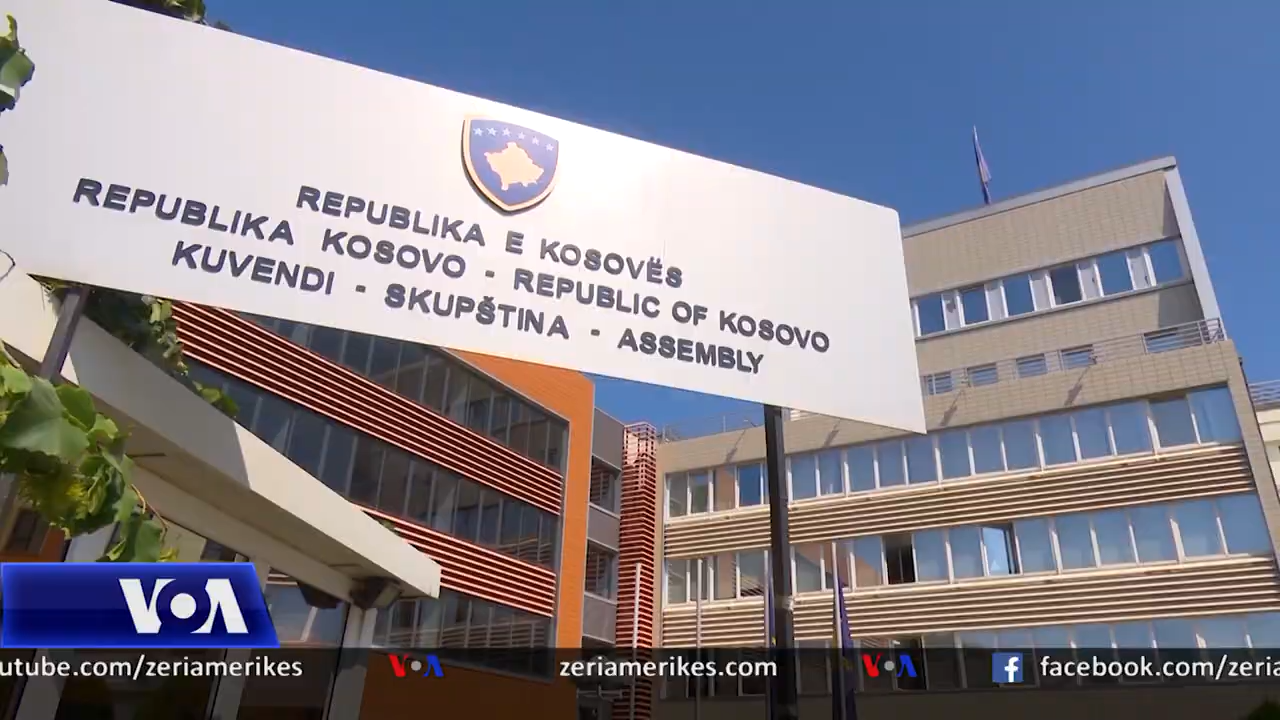 REPUBLIKA E KOSOVËS
REPUBLIKA KOSOVO - REPUBLIC OF KOSOVO
KUVENDI - SKUPŠTINA - ASSEMBLY
VOA
utube.com/zeriamerikes VOA zeriamerikes.com VOA f facebook.com/zeria